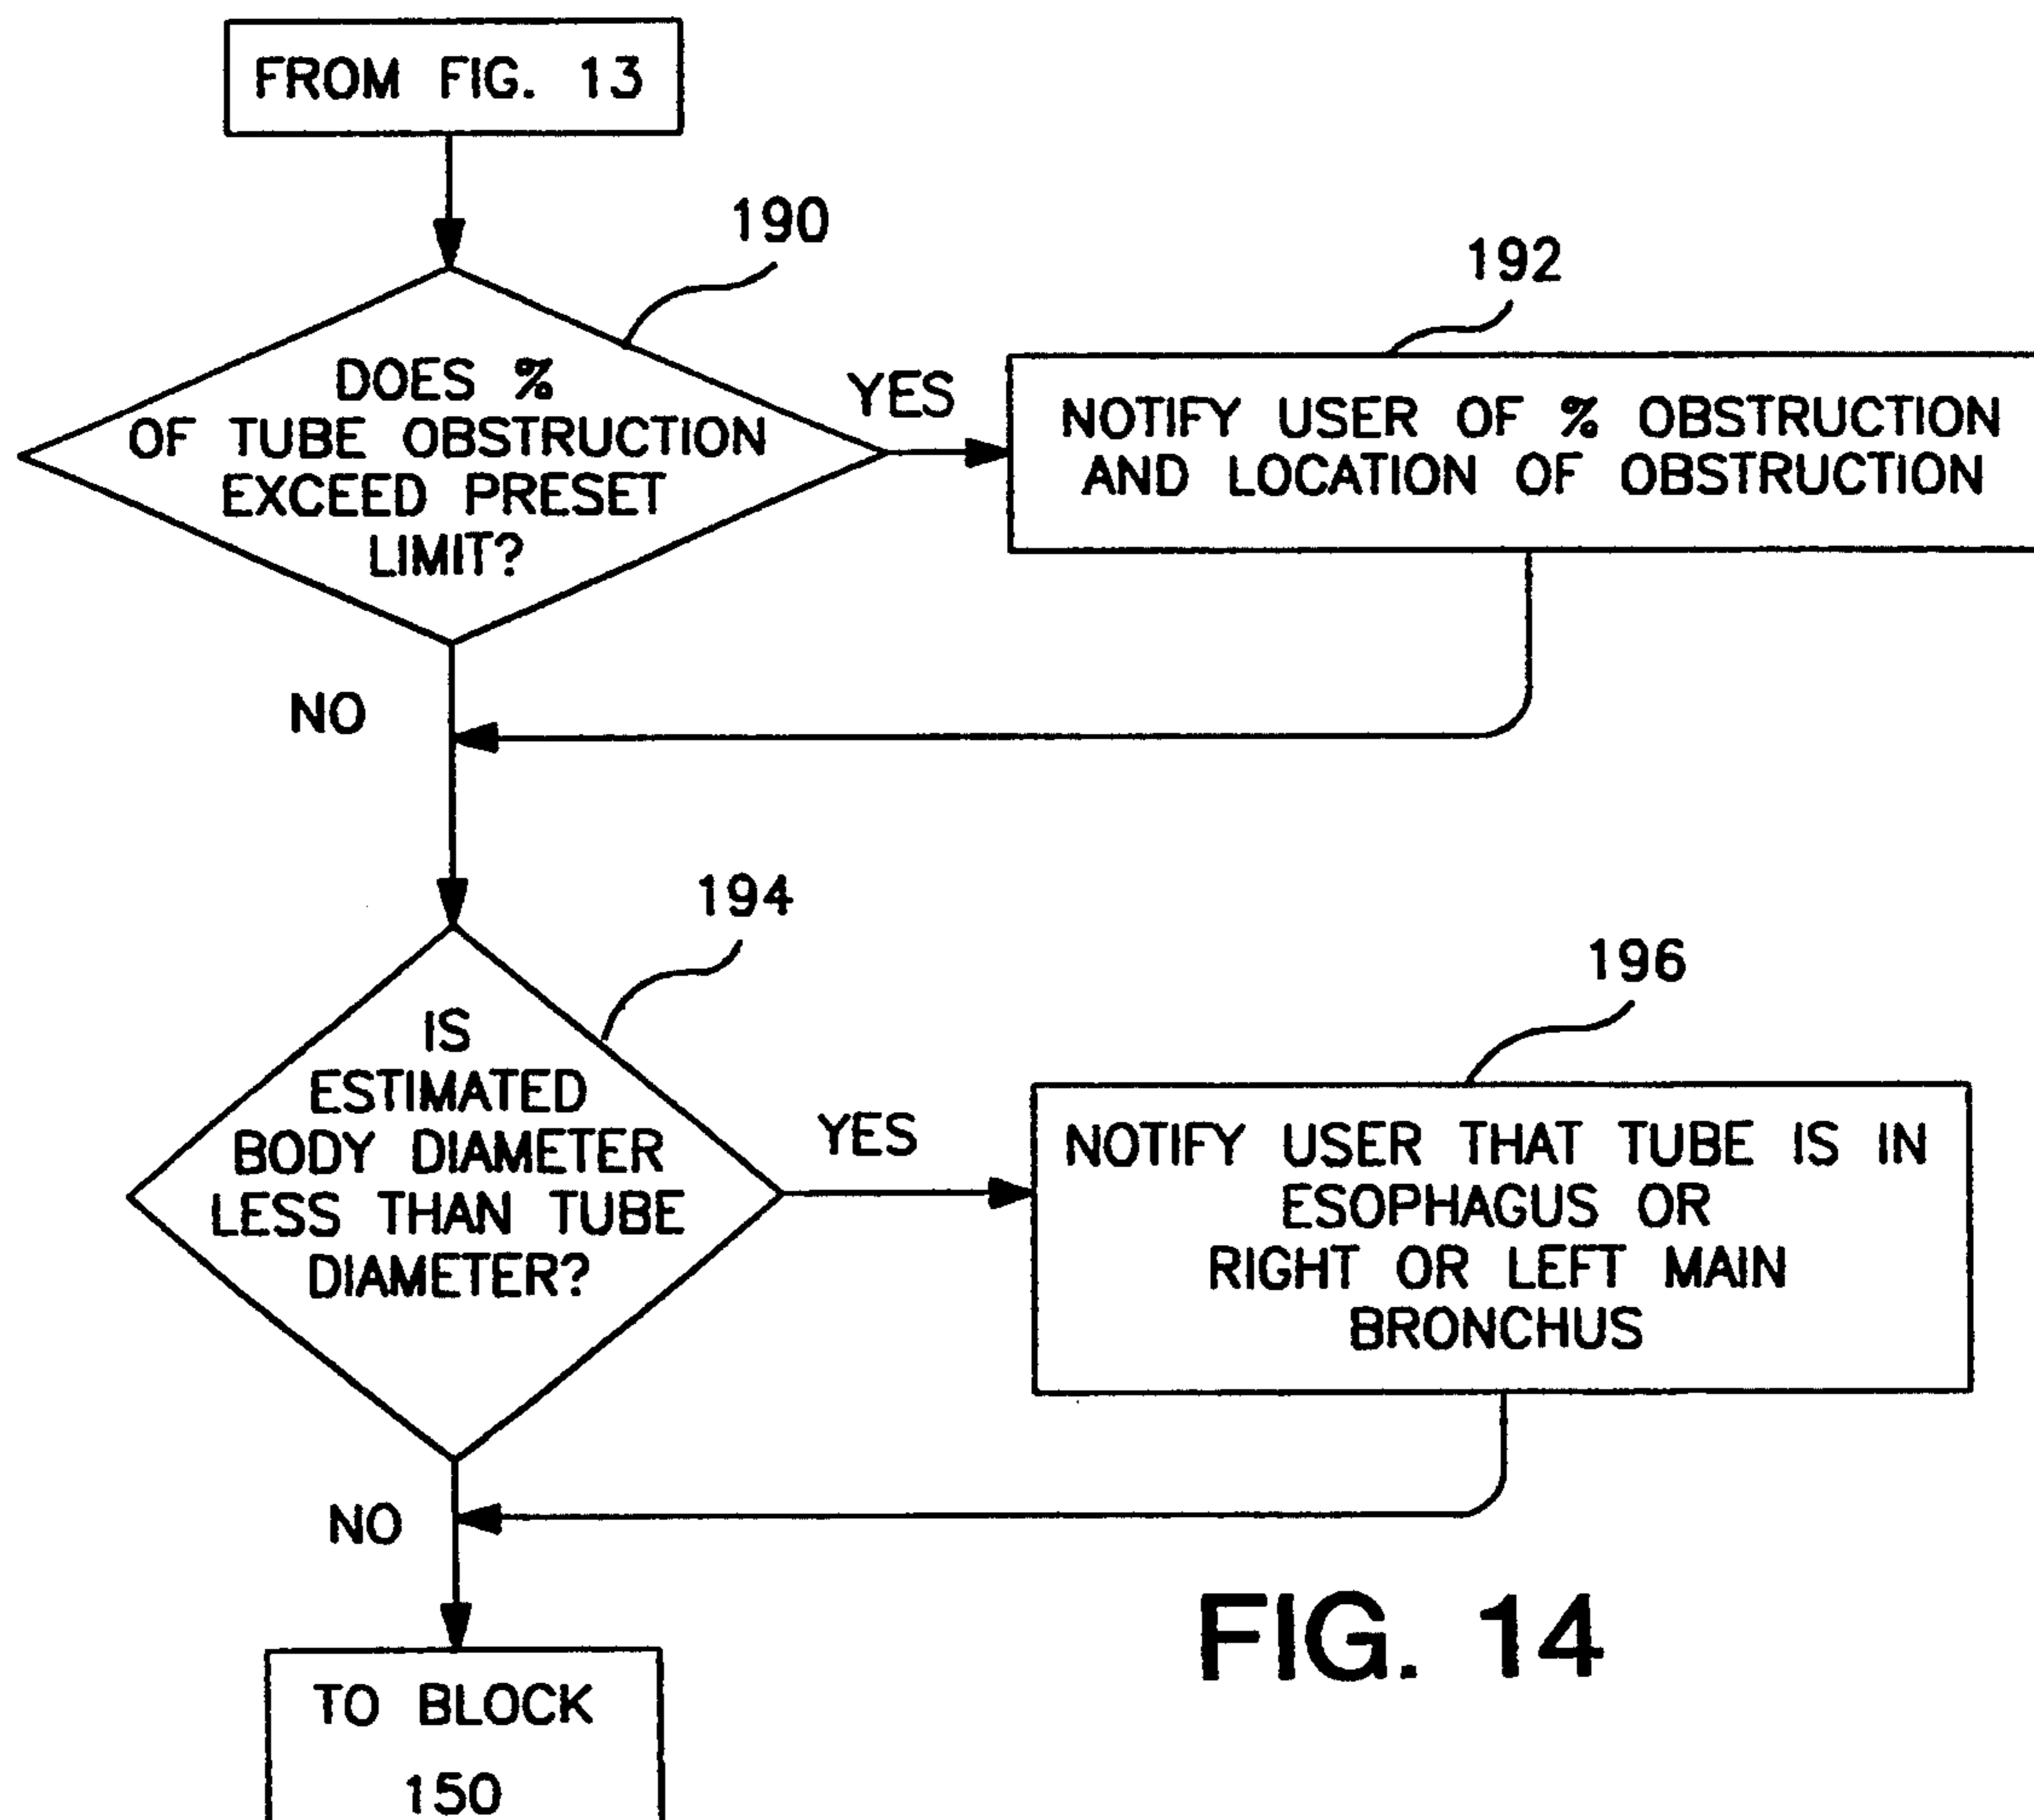 FROM FIG. 13
190
DOES %
OF TUBE OBSTRUCTION
EXCEED PRESET
LIMIT?
YES
192
NOTIFY USER OF % OBSTRUCTION
AND LOCATION OF OBSTRUCTION
NO
194
IS
ESTIMATED
BODY DIAMETER
LESS THAN TUBE
DIAMETER?
YES
196
NOTIFY USER THAT TUBE IS IN
ESOPHAGUS OR
RIGHT OR LEFT MAIN
BRONCHUS
NO
TO BLOCK
150
FIG. 14